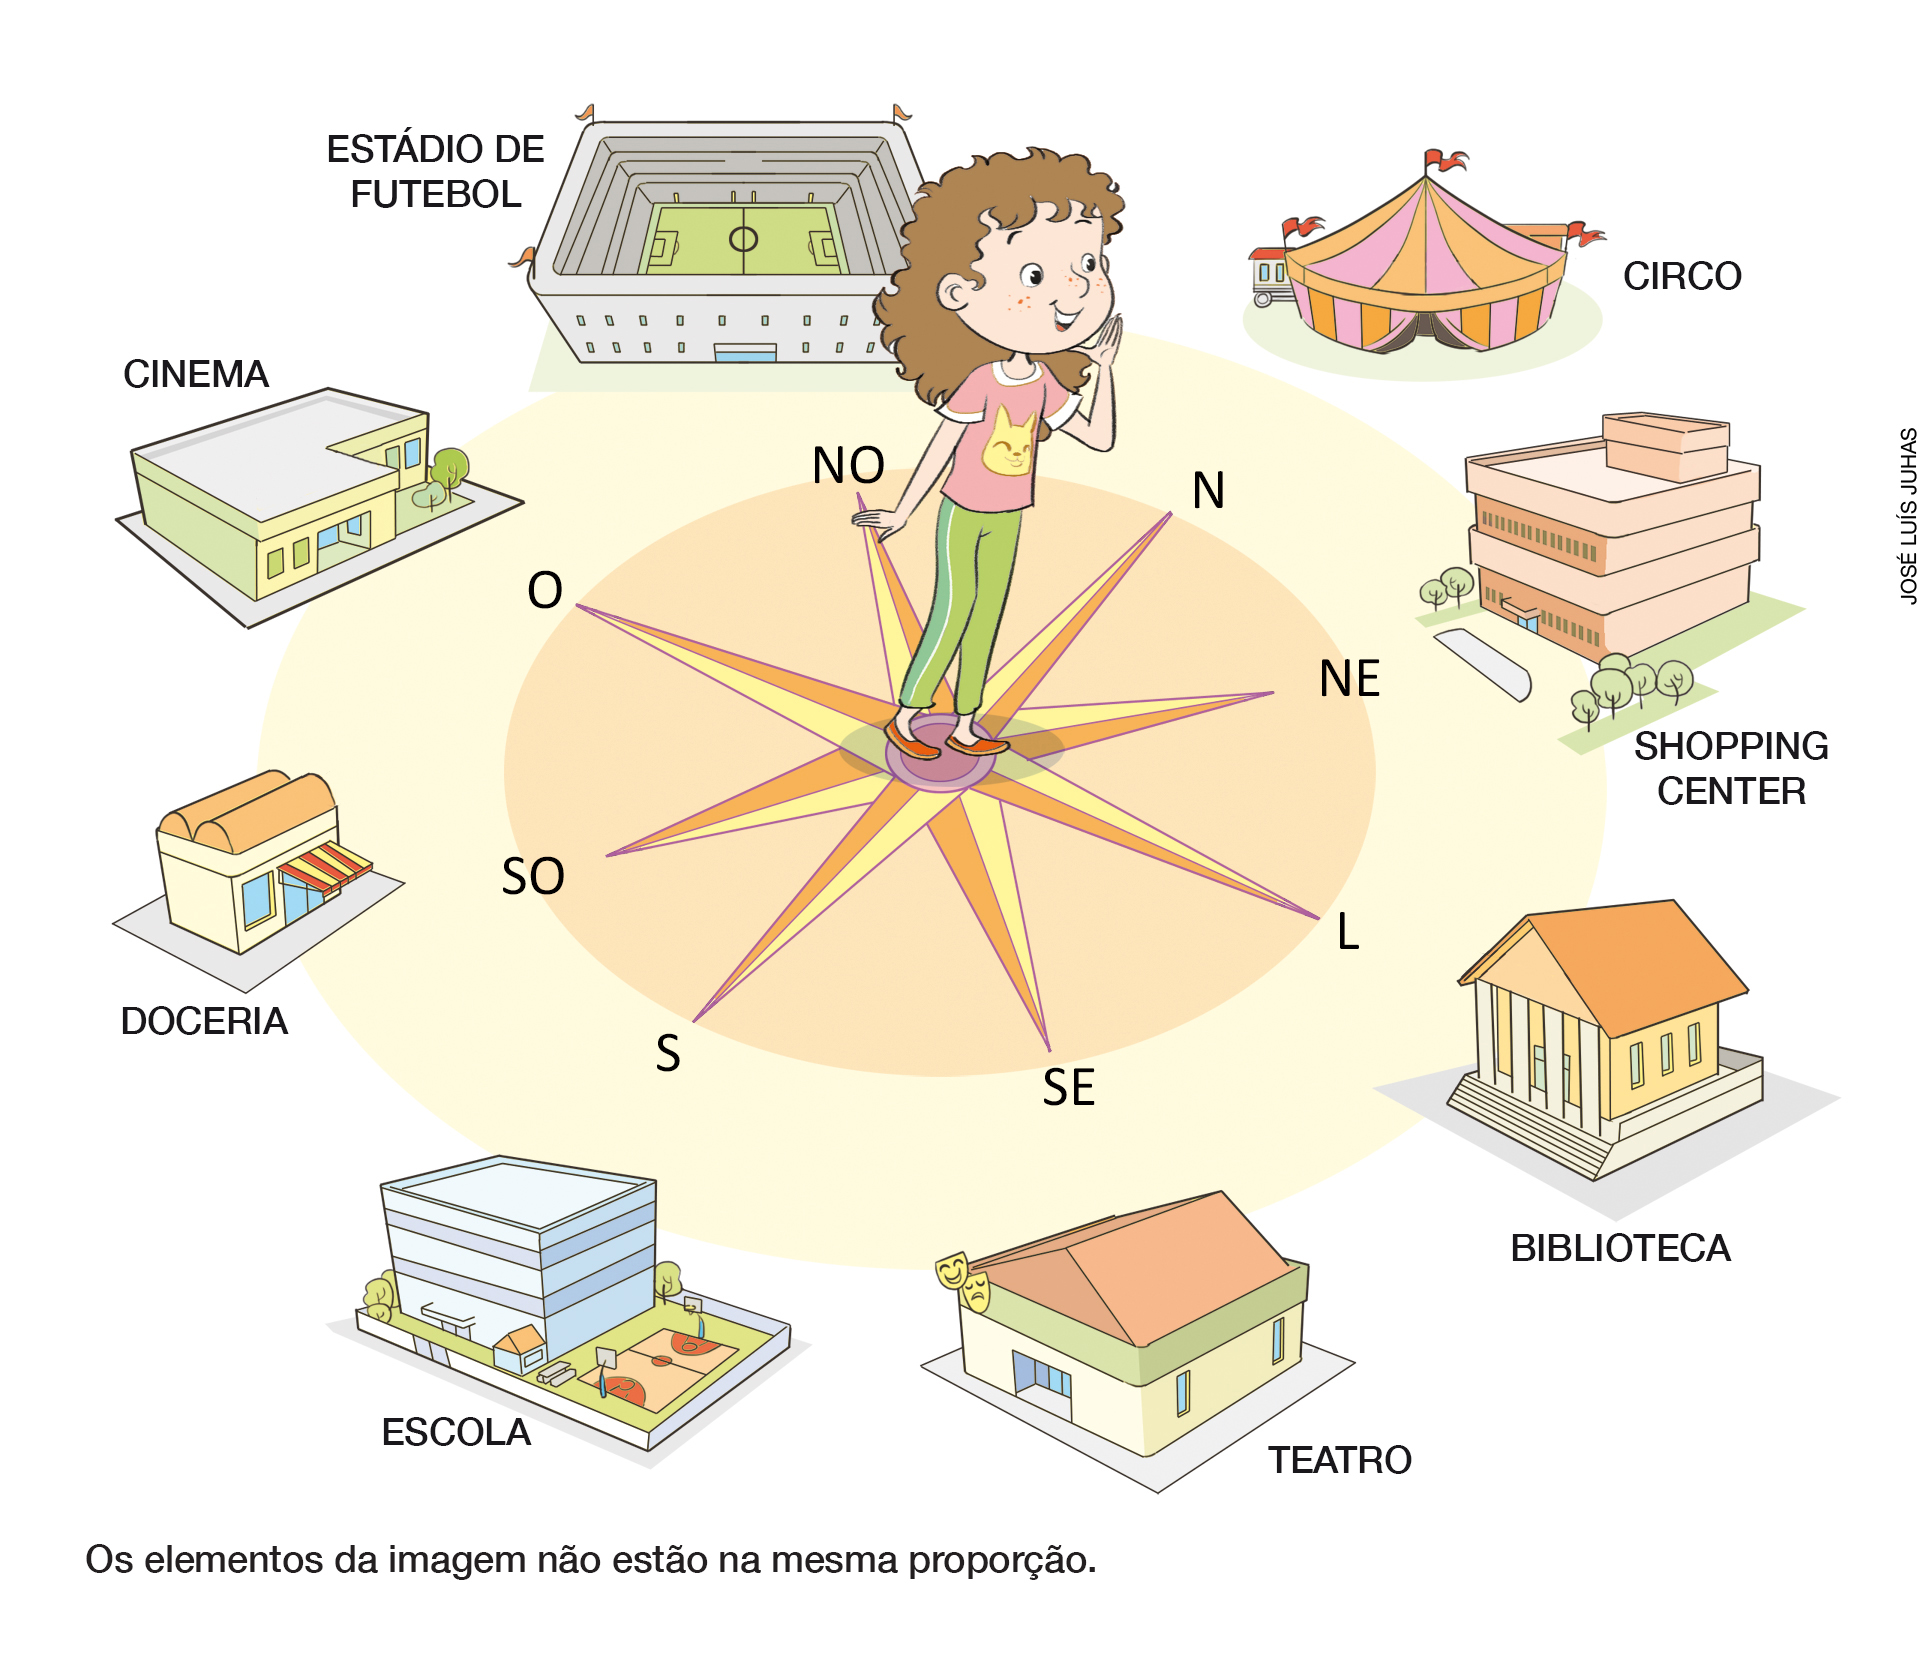 ESTÁDIO DE
FUTEBOL
CIRCO
CINEMA
NO
N
JOSÉ LUÍS JUHAS
O
NE
SHOPPING
CENTER
SO
L
DOCERIA
S
SE
BIBLIOTECA
ESCOLA
TEATRO
Os elementos da imagem não estão na mesma proporção.